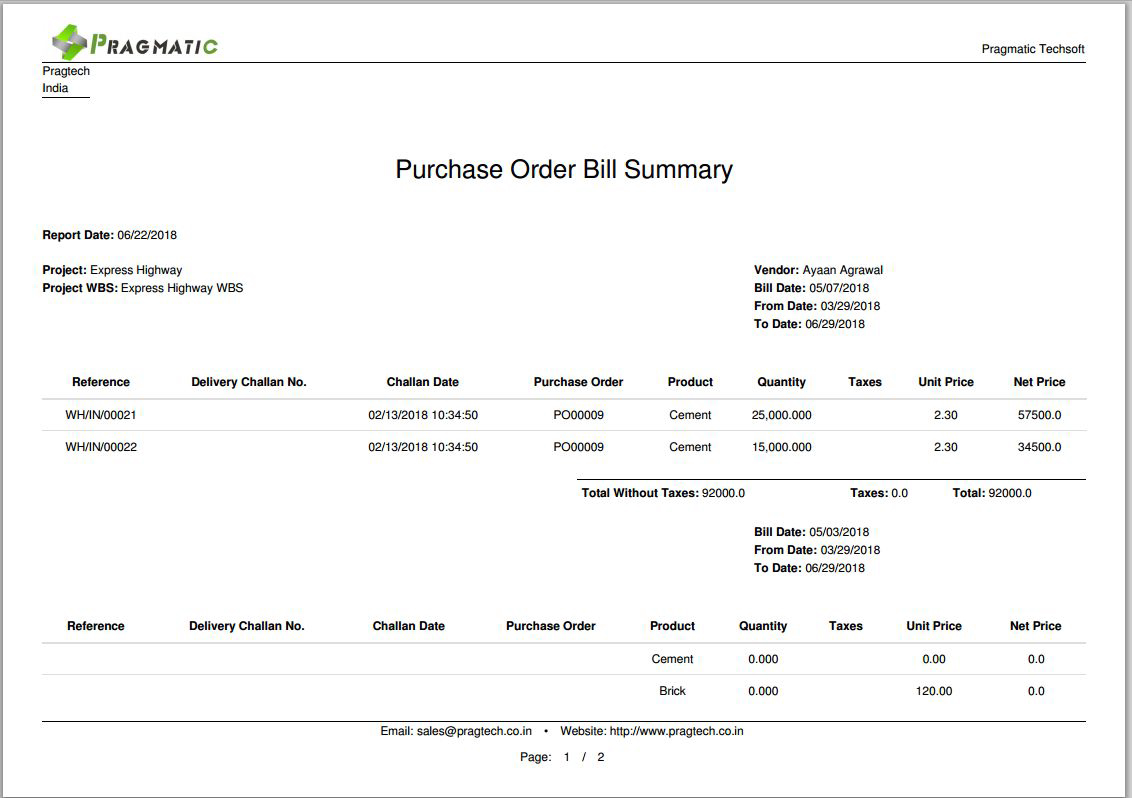 PRAGMATIC
Pragmatic Techsoft
Pragtech
India
Purchase Order Bill Summary
Report Date: 06/22/2018
Project: Express Highway
Project WBS: Express Highway WBS
Vendor: Ayaan Agrawal
Bill Date: 05/07/2018
From Date: 03/29/2018
To Date: 06/29/2018
Reference Delivery Challan No. Challan Date Purchase Order Product Quantity Taxes Unit Price Net Price
WH/IN/00021 02/13/2018 10:34:50 PO00009 Cement 25,000.000 2.30 57500.0
WH/IN/00022 02/13/2018 10:34:50 PO00009 Cement 15,000.000 2.30 34500.0
Total Without Taxes: 92000.0 Taxes: 0.0 Total: 92000.0
Bill Date: 05/03/2018
From Date: 03/29/2018
To Date: 06/29/2018
Reference Delivery Challan No. Challan Date Purchase Order Product Quantity Taxes Unit Price Net Price
Cement 0.000 0.00 0.0
Brick 0.000 120.00 0.0
Email: sales@pragtech.co.in • Website: http://www.pragtech.co.in
Page: 1 / 2